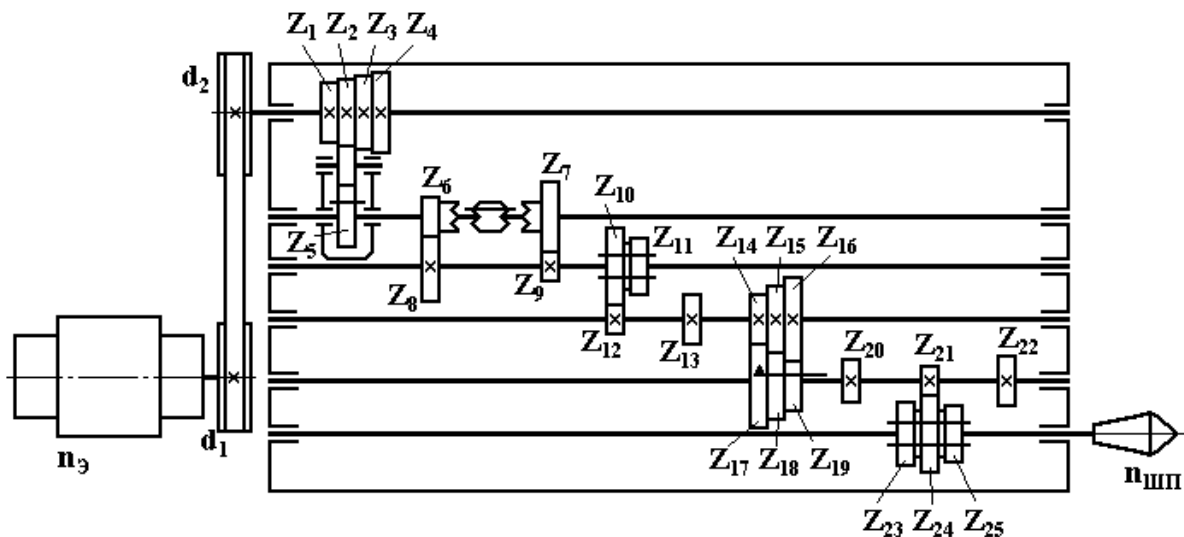 Z1 Z2 Z3 Z4
d2
Z6 Z7
Z10
Z5
Z11 Z14 Z15 Z16
Z8 Z9
Z12 Z13
Z20 Z21 Z22
d1
nЭ
Z17 Z18 Z19
nШП
Z23 Z24 Z25